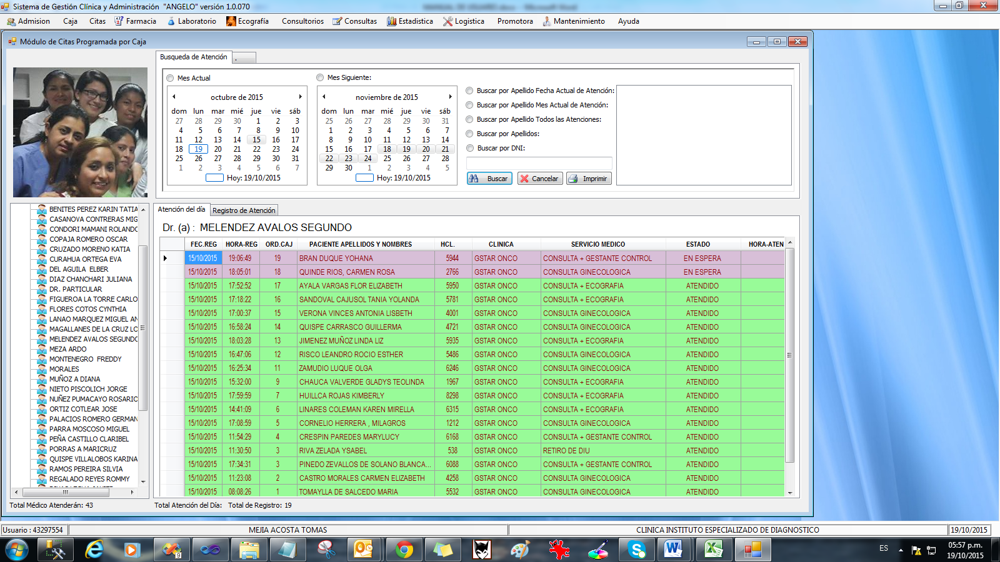 Sistema de Gestión Clínica y Administración "ANGELO" versión 1.0.070
Admision Caja Citas Farmacia Laboratorio Ecografía Consultorios Consultas Estadistica Logistica Promotora Mantenimiento Ayuda
Módulo de Citas Programada por Caja
Busqueda de Atención .
Mes Actual
octubre de 2015
dom lun mar mié jue vie sáb
27 28 29 30 1 2 3
4 5 6 7 8 9 10
11 12 13 14 15 16 17
18 19 20 21 22 23 24
25 26 27 28 29 30 31
1 2 3 4 5 6 7
Hoy: 19/10/2015
Mes Siguiente:
noviembre de 2015
dom lun mar mié jue vie sáb
25 26 27 28 29 30 31
1 2 3 4 5 6 7
8 9 10 11 12 13 14
15 16 17 18 19 20 21
22 23 24 25 26 27 28
29 30 1 2 3 4 5
Hoy: 19/10/2015
Buscar por Apellido Fecha Actual de Atención:
Buscar por Apellido Mes Actual de Atención:
Buscar por Apellido Todos las Atenciones:
Buscar por Apellidos:
Buscar por DNI:
Buscar Cancelar Imprimir
BENITES PEREZ KARIN TATIA
CASANOVA CONTRERAS MIG
CONDORI MAMANI ROLANDO
COPAJA ROMERO OSCAR
CRUZADO MORENO KATIA
CURAHUA ORTEGA EVA
DEL AGUILA ELBER
DIAZ CHANCHARI JULIANA
DR. PARTICULAR
FIGUEROA LA TORRE CARLO
FLORES COTOS CYNTHIA
LANAO MARQUEZ MIGUEL AN
MAGALLANES DE LA CRUZ LO
MELENDEZ AVALOS SEGUNDO
MEZA ARDO
MONTENEGRO FREDDY
MORALES
MUÑOZ A DIANA
NIETO PISCOLICH JORGE
NUÑEZ PUMACAYO ROSARIO
ORTIZ COTLEAR JOSE
PALACIOS ROMERO GERMAN
PARRA MOSCOSO MIGUEL
PEÑA CASTILLO CLARIBEL
PORRAS A MARICRUZ
QUISPE VILLALOBOS KARINA
RAMOS PEREIRA SILVIA
REGALADO REYES ROMMY
Total Médico Atenderán: 43
Atención del día Registro de Atención
Dr. (a) : MELENDEZ AVALOS SEGUNDO
FEC.REG HORA-REG ORD.CAJ PACIENTE APELLIDOS Y NOMBRES HCL. CLINICA SERVICIO MEDICO ESTADO HORA-ATEN
15/10/2015 19:06:49 19 BRAN DUQUE YOHANA 5944 GSTAR ONCO CONSULTA + GESTANTE CONTROL EN ESPERA
15/10/2015 18:05:01 18 QUINDE RIOS, CARMEN ROSA 2766 GSTAR ONCO CONSULTA GINECOLOGICA EN ESPERA
15/10/2015 17:52:52 17 AYALA VARGAS FLOR ELIZABETH 5950 GSTAR ONCO CONSULTA + ECOGRAFIA ATENDIDO
15/10/2015 17:18:22 16 SANDOVAL CAJUSOL TANIA YOLANDA 5781 GSTAR ONCO CONSULTA + ECOGRAFIA ATENDIDO
15/10/2015 17:00:37 15 VERONA VINCES ANTONIA LISBETH 4001 GSTAR ONCO CONSULTA GINECOLOGICA ATENDIDO
15/10/2015 16:58:24 14 QUISPE CARRASCO GUILLERMA 4721 GSTAR ONCO CONSULTA GINECOLOGICA ATENDIDO
15/10/2015 18:03:28 13 JIMENEZ MUÑOZ LINDA LIZ 5935 GSTAR ONCO CONSULTA + ECOGRAFIA ATENDIDO
15/10/2015 16:47:06 12 RISCO LEANDRO ROCIO ESTHER 5486 GSTAR ONCO CONSULTA GINECOLOGICA ATENDIDO
15/10/2015 16:25:34 11 ZAMUDIO LUQUE OLGA 6246 GSTAR ONCO CONSULTA GINECOLOGICA ATENDIDO
15/10/2015 15:32:00 9 CHAUCA VALVERDE GLADYS TEOLINDA 1967 GSTAR ONCO CONSULTA + ECOGRAFIA ATENDIDO
15/10/2015 17:59:59 7 HUILLCA ROJAS KIMBERLY 8298 GSTAR ONCO CONSULTA + ECOGRAFIA ATENDIDO
15/10/2015 14:41:09 6 LINARES COLEMAN KAREN MIRELLA 6315 GSTAR ONCO CONSULTA + ECOGRAFIA ATENDIDO
15/10/2015 17:08:59 5 CORNELIO HERRERA , MILAGROS 1212 GSTAR ONCO CONSULTA GINECOLOGICA ATENDIDO
15/10/2015 11:54:29 4 CRESPIN PAREDES MARYLUCY 6168 GSTAR ONCO CONSULTA + GESTANTE CONTROL ATENDIDO
15/10/2015 11:30:50 3 RIVA ZELADA YSABEL 538 GSTAR ONCO RETIRO DE DIU ATENDIDO
15/10/2015 17:34:31 3 PINEDO ZEVALLOS DE SOLANO BLANCA... 6088 GSTAR ONCO CONSULTA + GESTANTE CONTROL ATENDIDO
15/10/2015 11:23:08 2 CASTRO MORALES CARMEN ELIZABETH 4258 GSTAR ONCO CONSULTA GINECOLOGICA ATENDIDO
15/10/2015 08:08:26 1 TOMAYLLA DE SALCEDO MARIA 5532 GSTAR ONCO CONSULTA GINECOLOGICA ATENDIDO
Total Atención del Día: Total de Registro: 19
Usuario : 43297554 MEJIA ACOSTA TOMAS CLINICA INSTITUTO ESPECIALIZADO DE DIAGNOSTICO 19/10/2015
ES 05:57 p.m.
19/10/2015